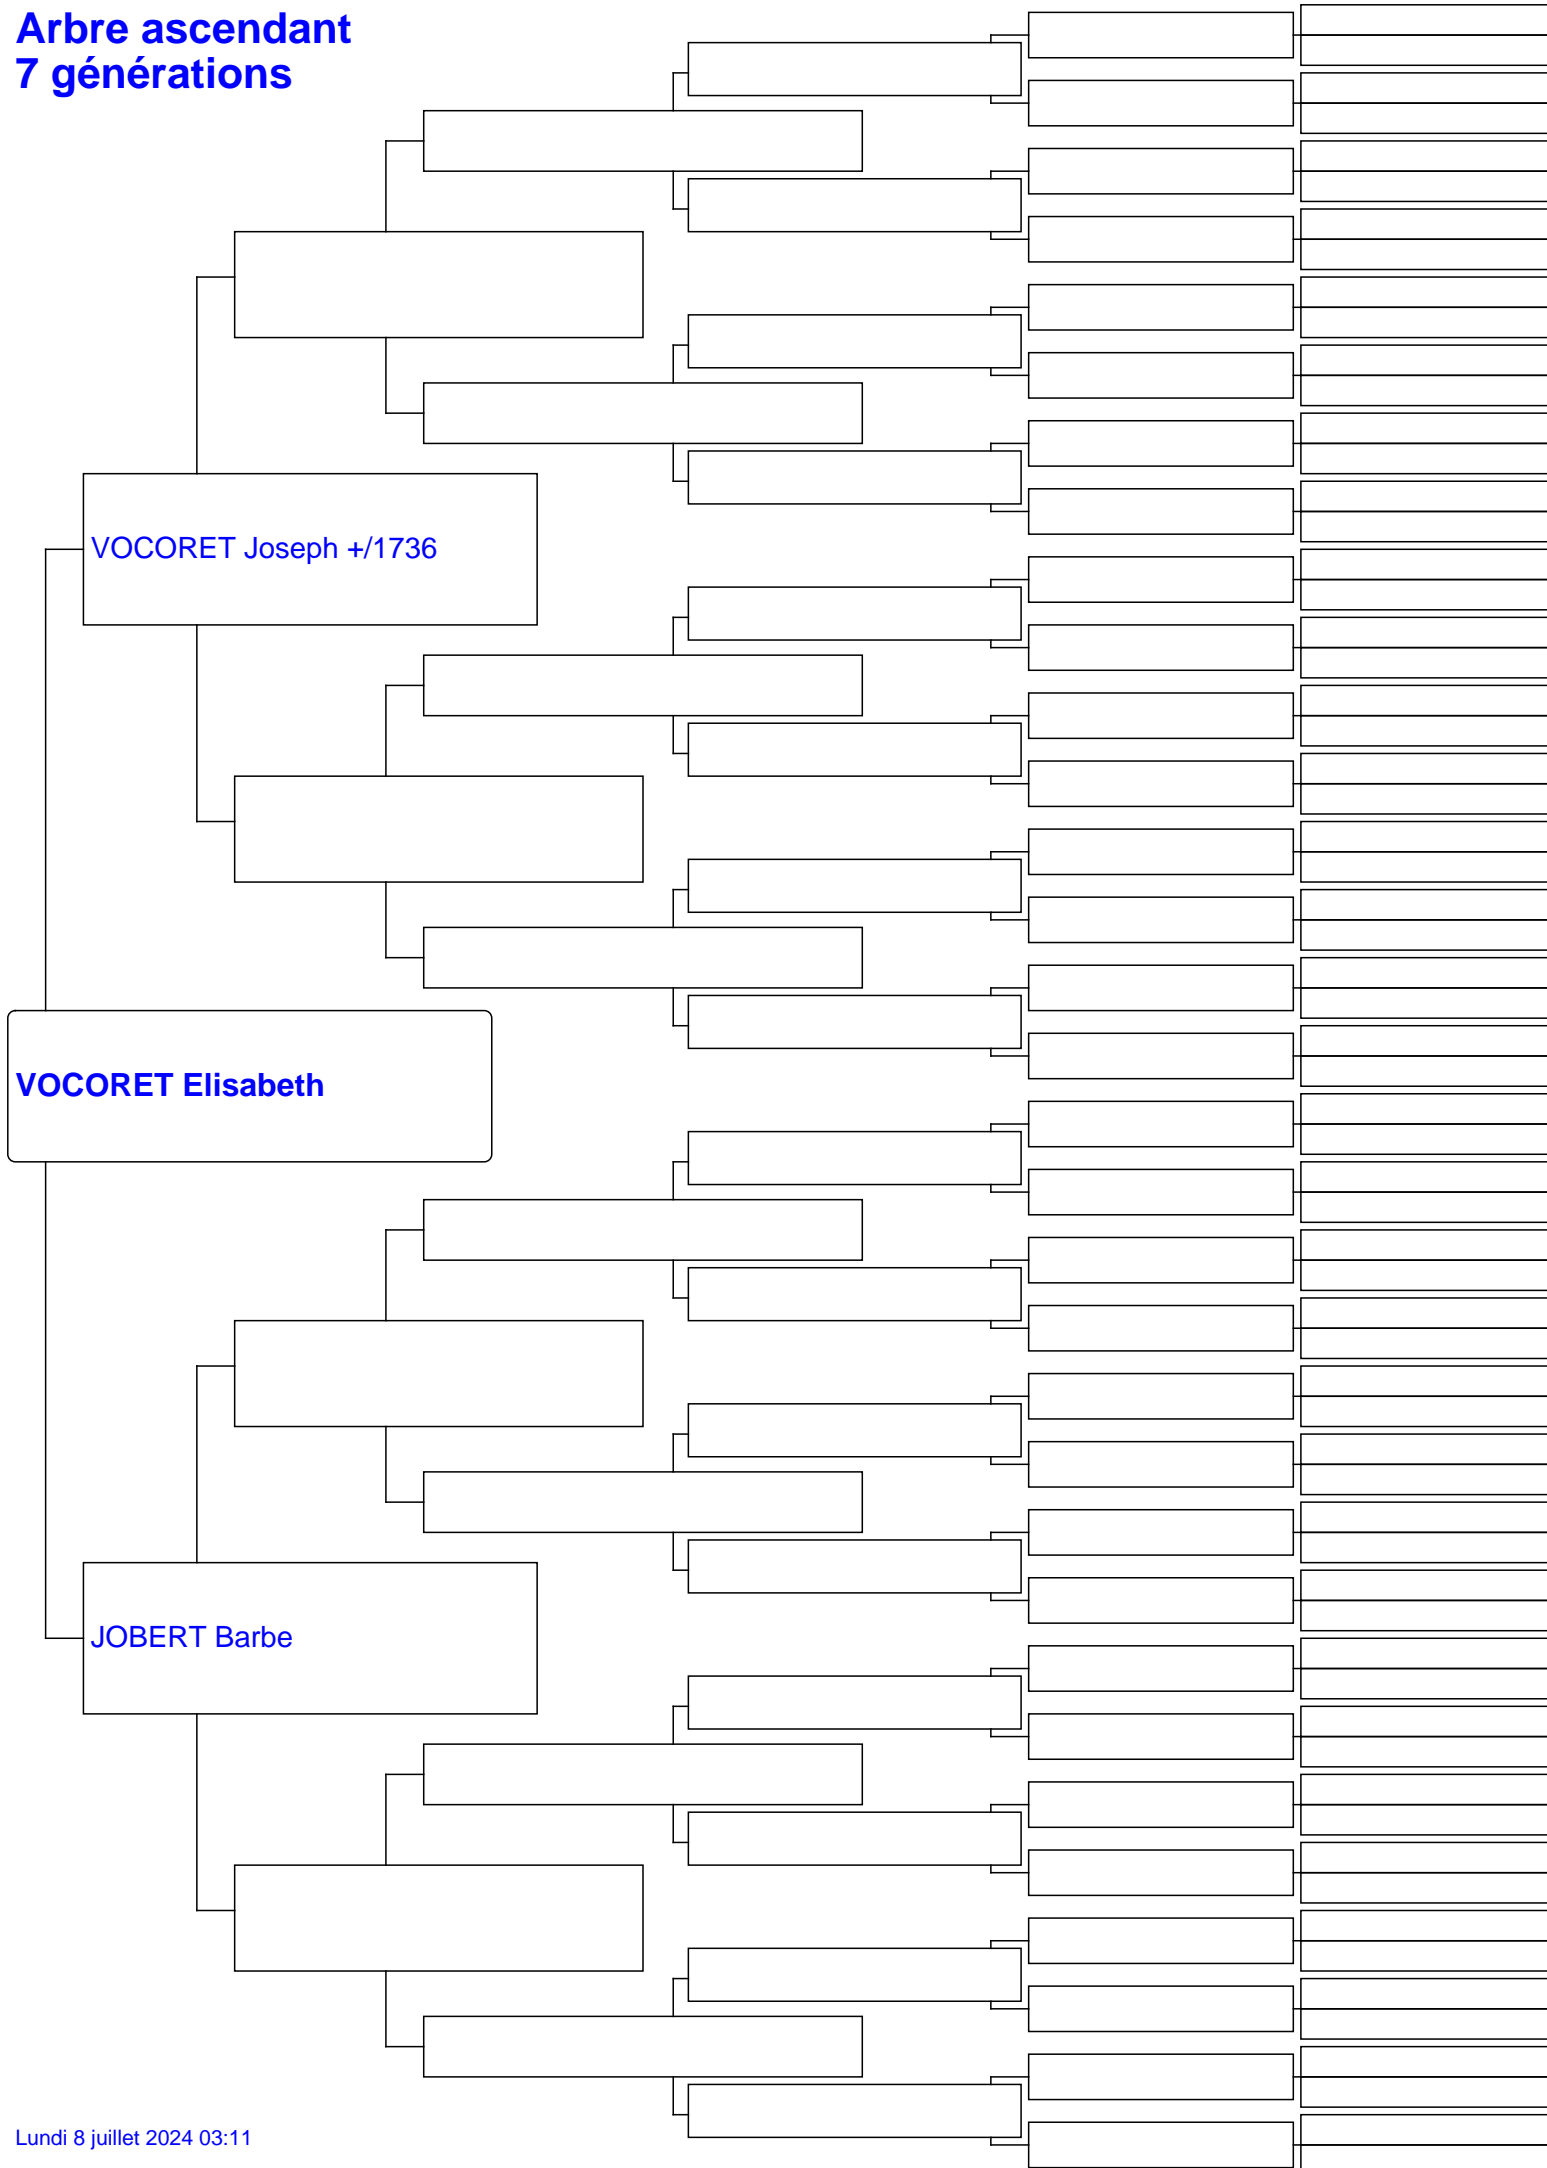 Arbre ascendant
7 générations
VOCORET Joseph +/1736
VOCORET Elisabeth
JOBERT Barbe
Lundi 8 juillet 2024 03:11